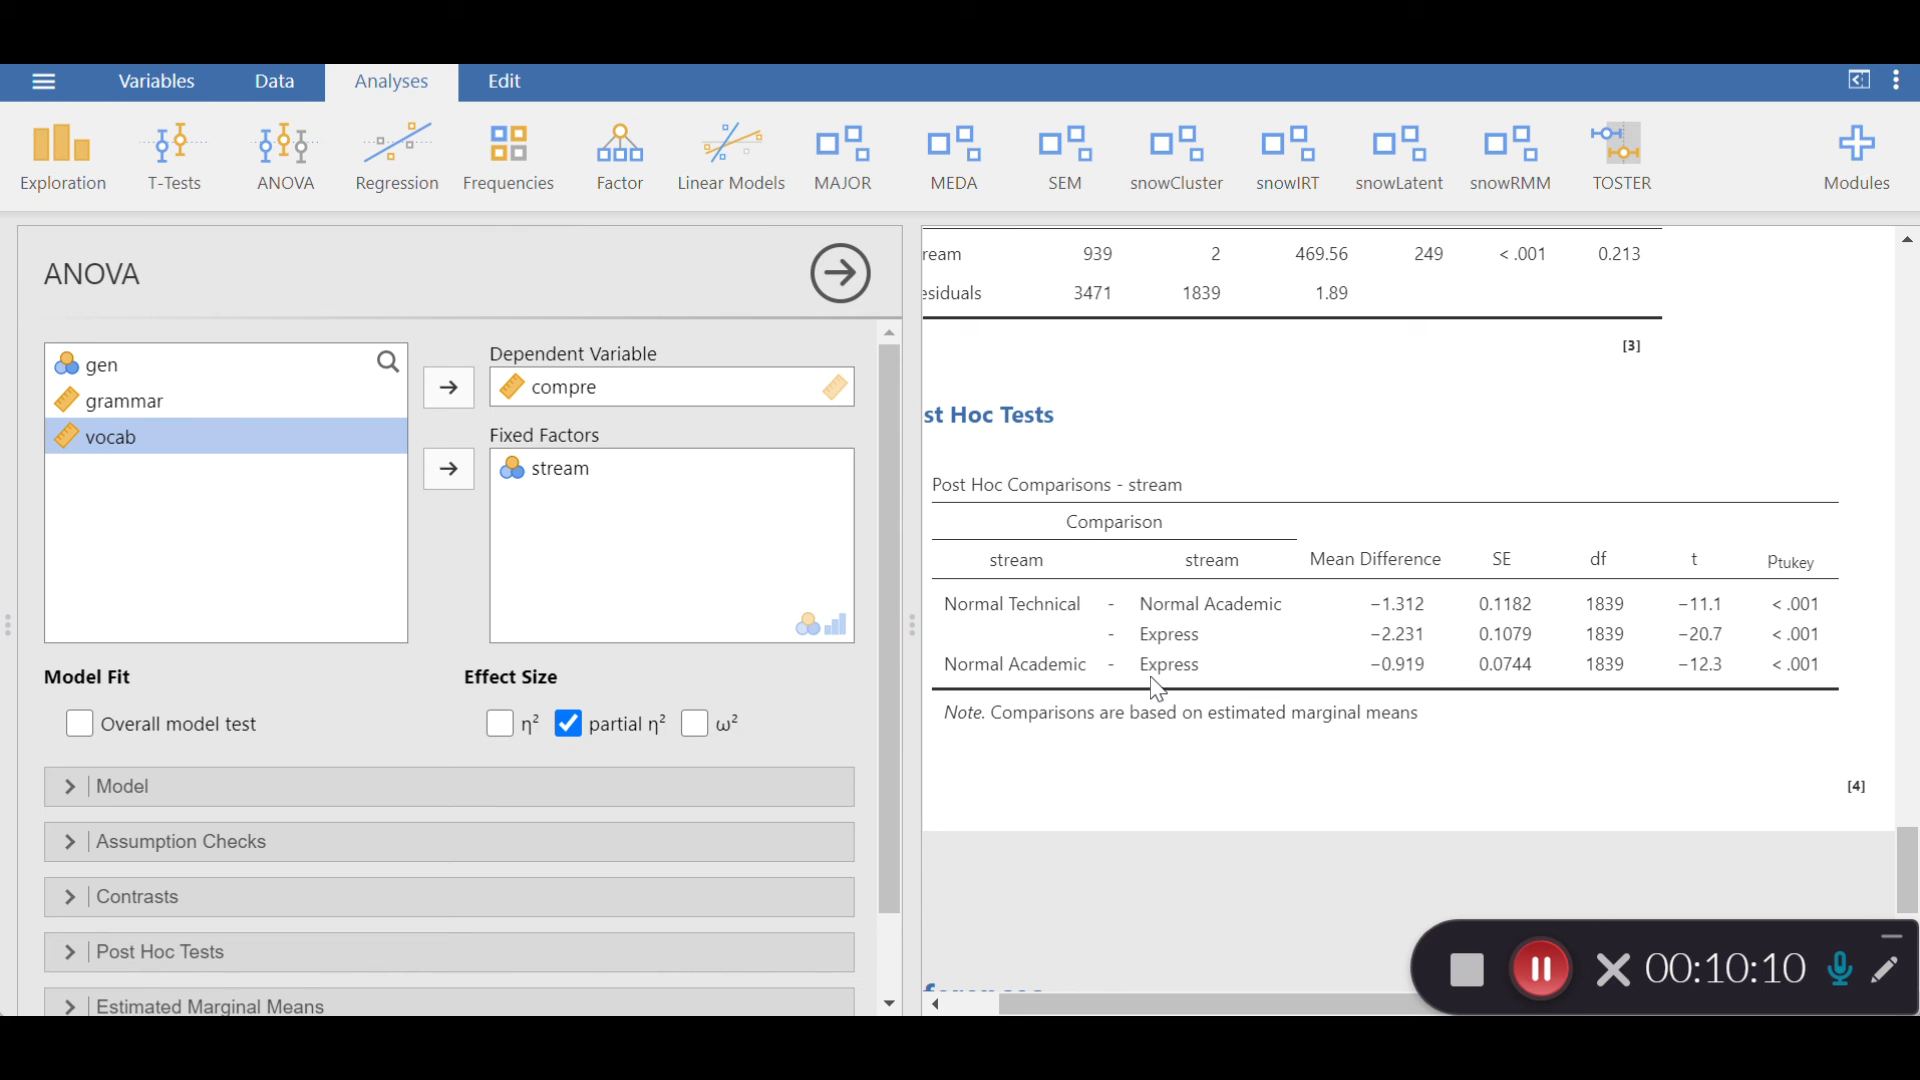 Variables Data Analyses Edit
Exploration T-Tests ANOVA Regression Frequencies Factor Linear Models MAJOR MEDA SEM snowCluster snowIRT snowLatent snowRMM TOSTER Modules
ANOVA
gen
grammar
vocab
Dependent Variable
compre
Fixed Factors
stream
Model Fit
Overall model test
Effect Size
η² partial η² ω²
Model
Assumption Checks
Contrasts
Post Hoc Tests
Estimated Marginal Means
ream 939 2 469.56 249 < .001 0.213
esiduals 3471 1839 1.89
[3]
st Hoc Tests
Post Hoc Comparisons - stream
Comparison
stream stream Mean Difference SE df t Ptukey
Normal Technical - Normal Academic −1.312 0.1182 1839 −11.1 < .001
- Express −2.231 0.1079 1839 −20.7 < .001
Normal Academic - Express −0.919 0.0744 1839 −12.3 < .001
Note. Comparisons are based on estimated marginal means
[4]
00:10:10